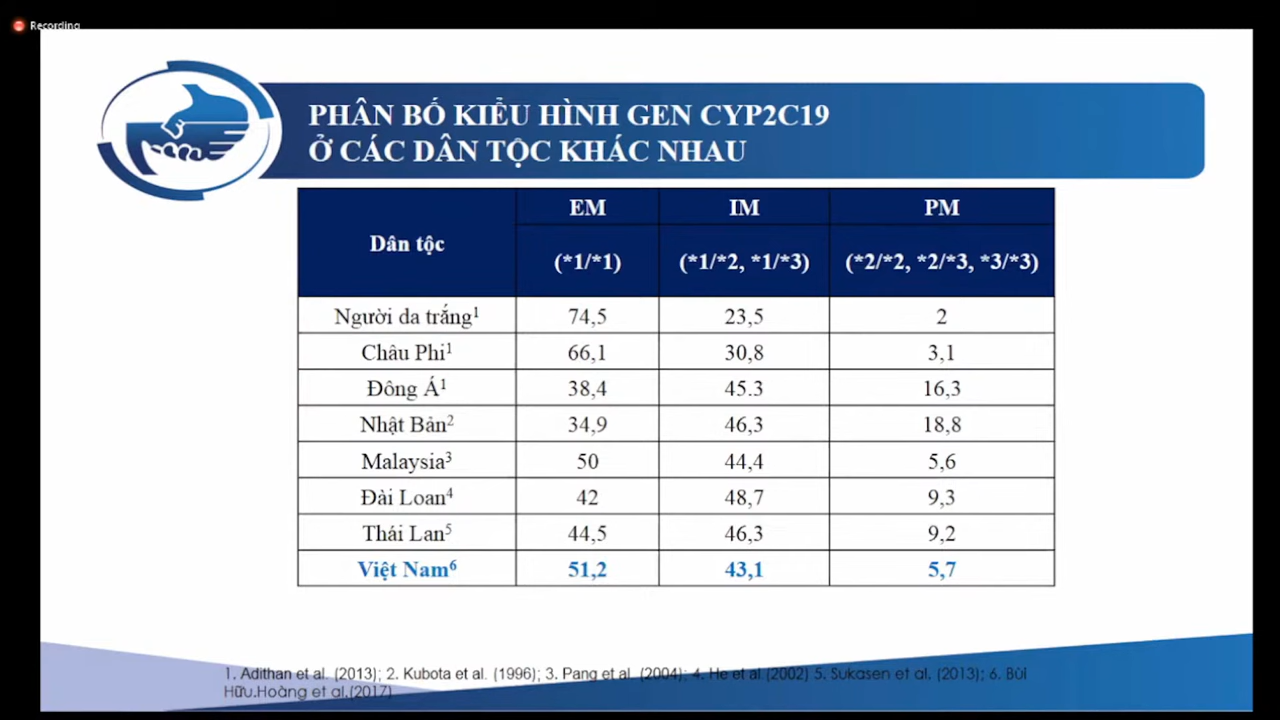 Recording
PHÂN BỐ KIỂU HÌNH GEN CYP2C19
Ở CÁC DÂN TỘC KHÁC NHAU
Dân tộc EM IM PM
(*1/*1) (*1/*2, *1/*3) (*2/*2, *2/*3, *3/*3)
Người da trắng¹ 74,5 23,5 2
Châu Phi¹ 66,1 30,8 3,1
Đông Á¹ 38,4 45.3 16,3
Nhật Bản² 34,9 46,3 18,8
Malaysia³ 50 44,4 5,6
Đài Loan⁴ 42 48,7 9,3
Thái Lan⁵ 44,5 46,3 9,2
Việt Nam⁶ 51,2 43,1 5,7
1. Adithan et al. (2013); 2. Kubota et al. (1996); 3. Pang et al. (2004); 4. He et al (2002) 5. Sukasen et al. (2013); 6. Bùi
Hữu.Hoàng et al.(2017)